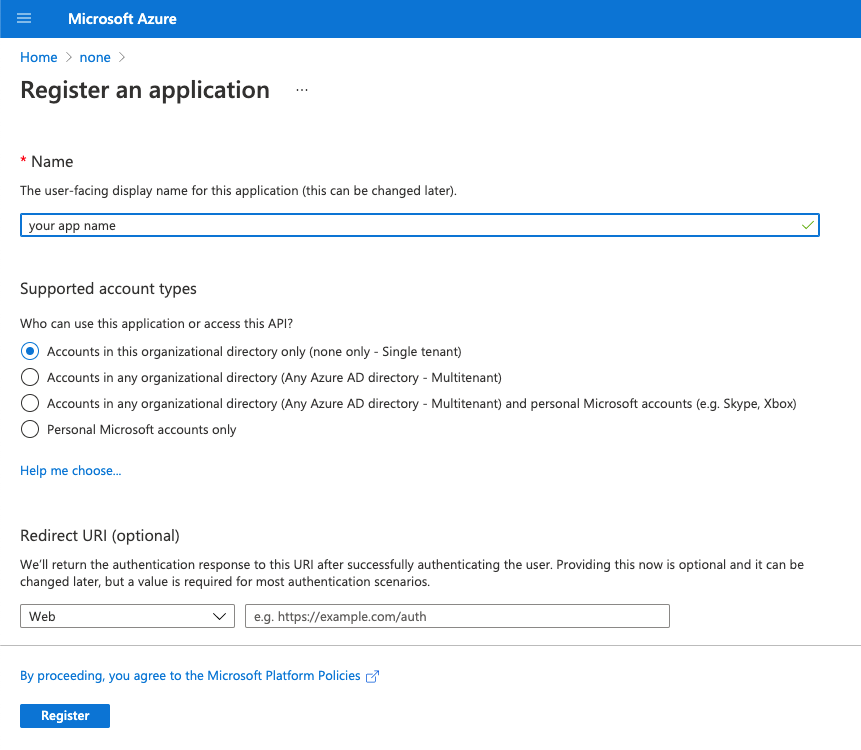 Microsoft Azure
Home > none >
Register an application ...
* Name
The user-facing display name for this application (this can be changed later).
your app name
Supported account types
Who can use this application or access this API?
Accounts in this organizational directory only (none only - Single tenant)
Accounts in any organizational directory (Any Azure AD directory - Multitenant)
Accounts in any organizational directory (Any Azure AD directory - Multitenant) and personal Microsoft accounts (e.g. Skype, Xbox)
Personal Microsoft accounts only
Help me choose...
Redirect URI (optional)
We'll return the authentication response to this URI after successfully authenticating the user. Providing this now is optional and it can be
changed later, but a value is required for most authentication scenarios.
Web e.g. https://example.com/auth
By proceeding, you agree to the Microsoft Platform Policies
Register